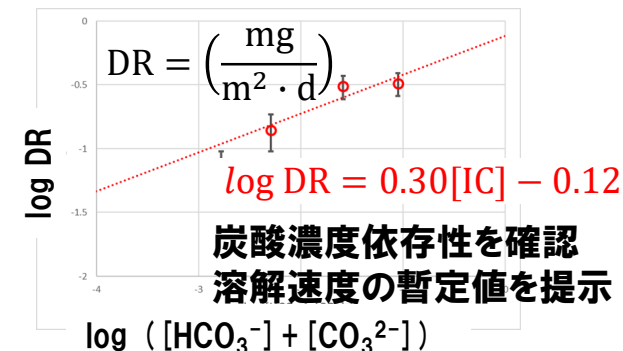 0
DR = (mg/m² · d)
-0.5
-1
log DR
log DR = 0.30[IC] − 0.12
-1.5
炭酸濃度依存性を確認
溶解速度の暫定値を提示
-2
-4
-3
0
log ([HCO₃⁻]+[CO₃²⁻])